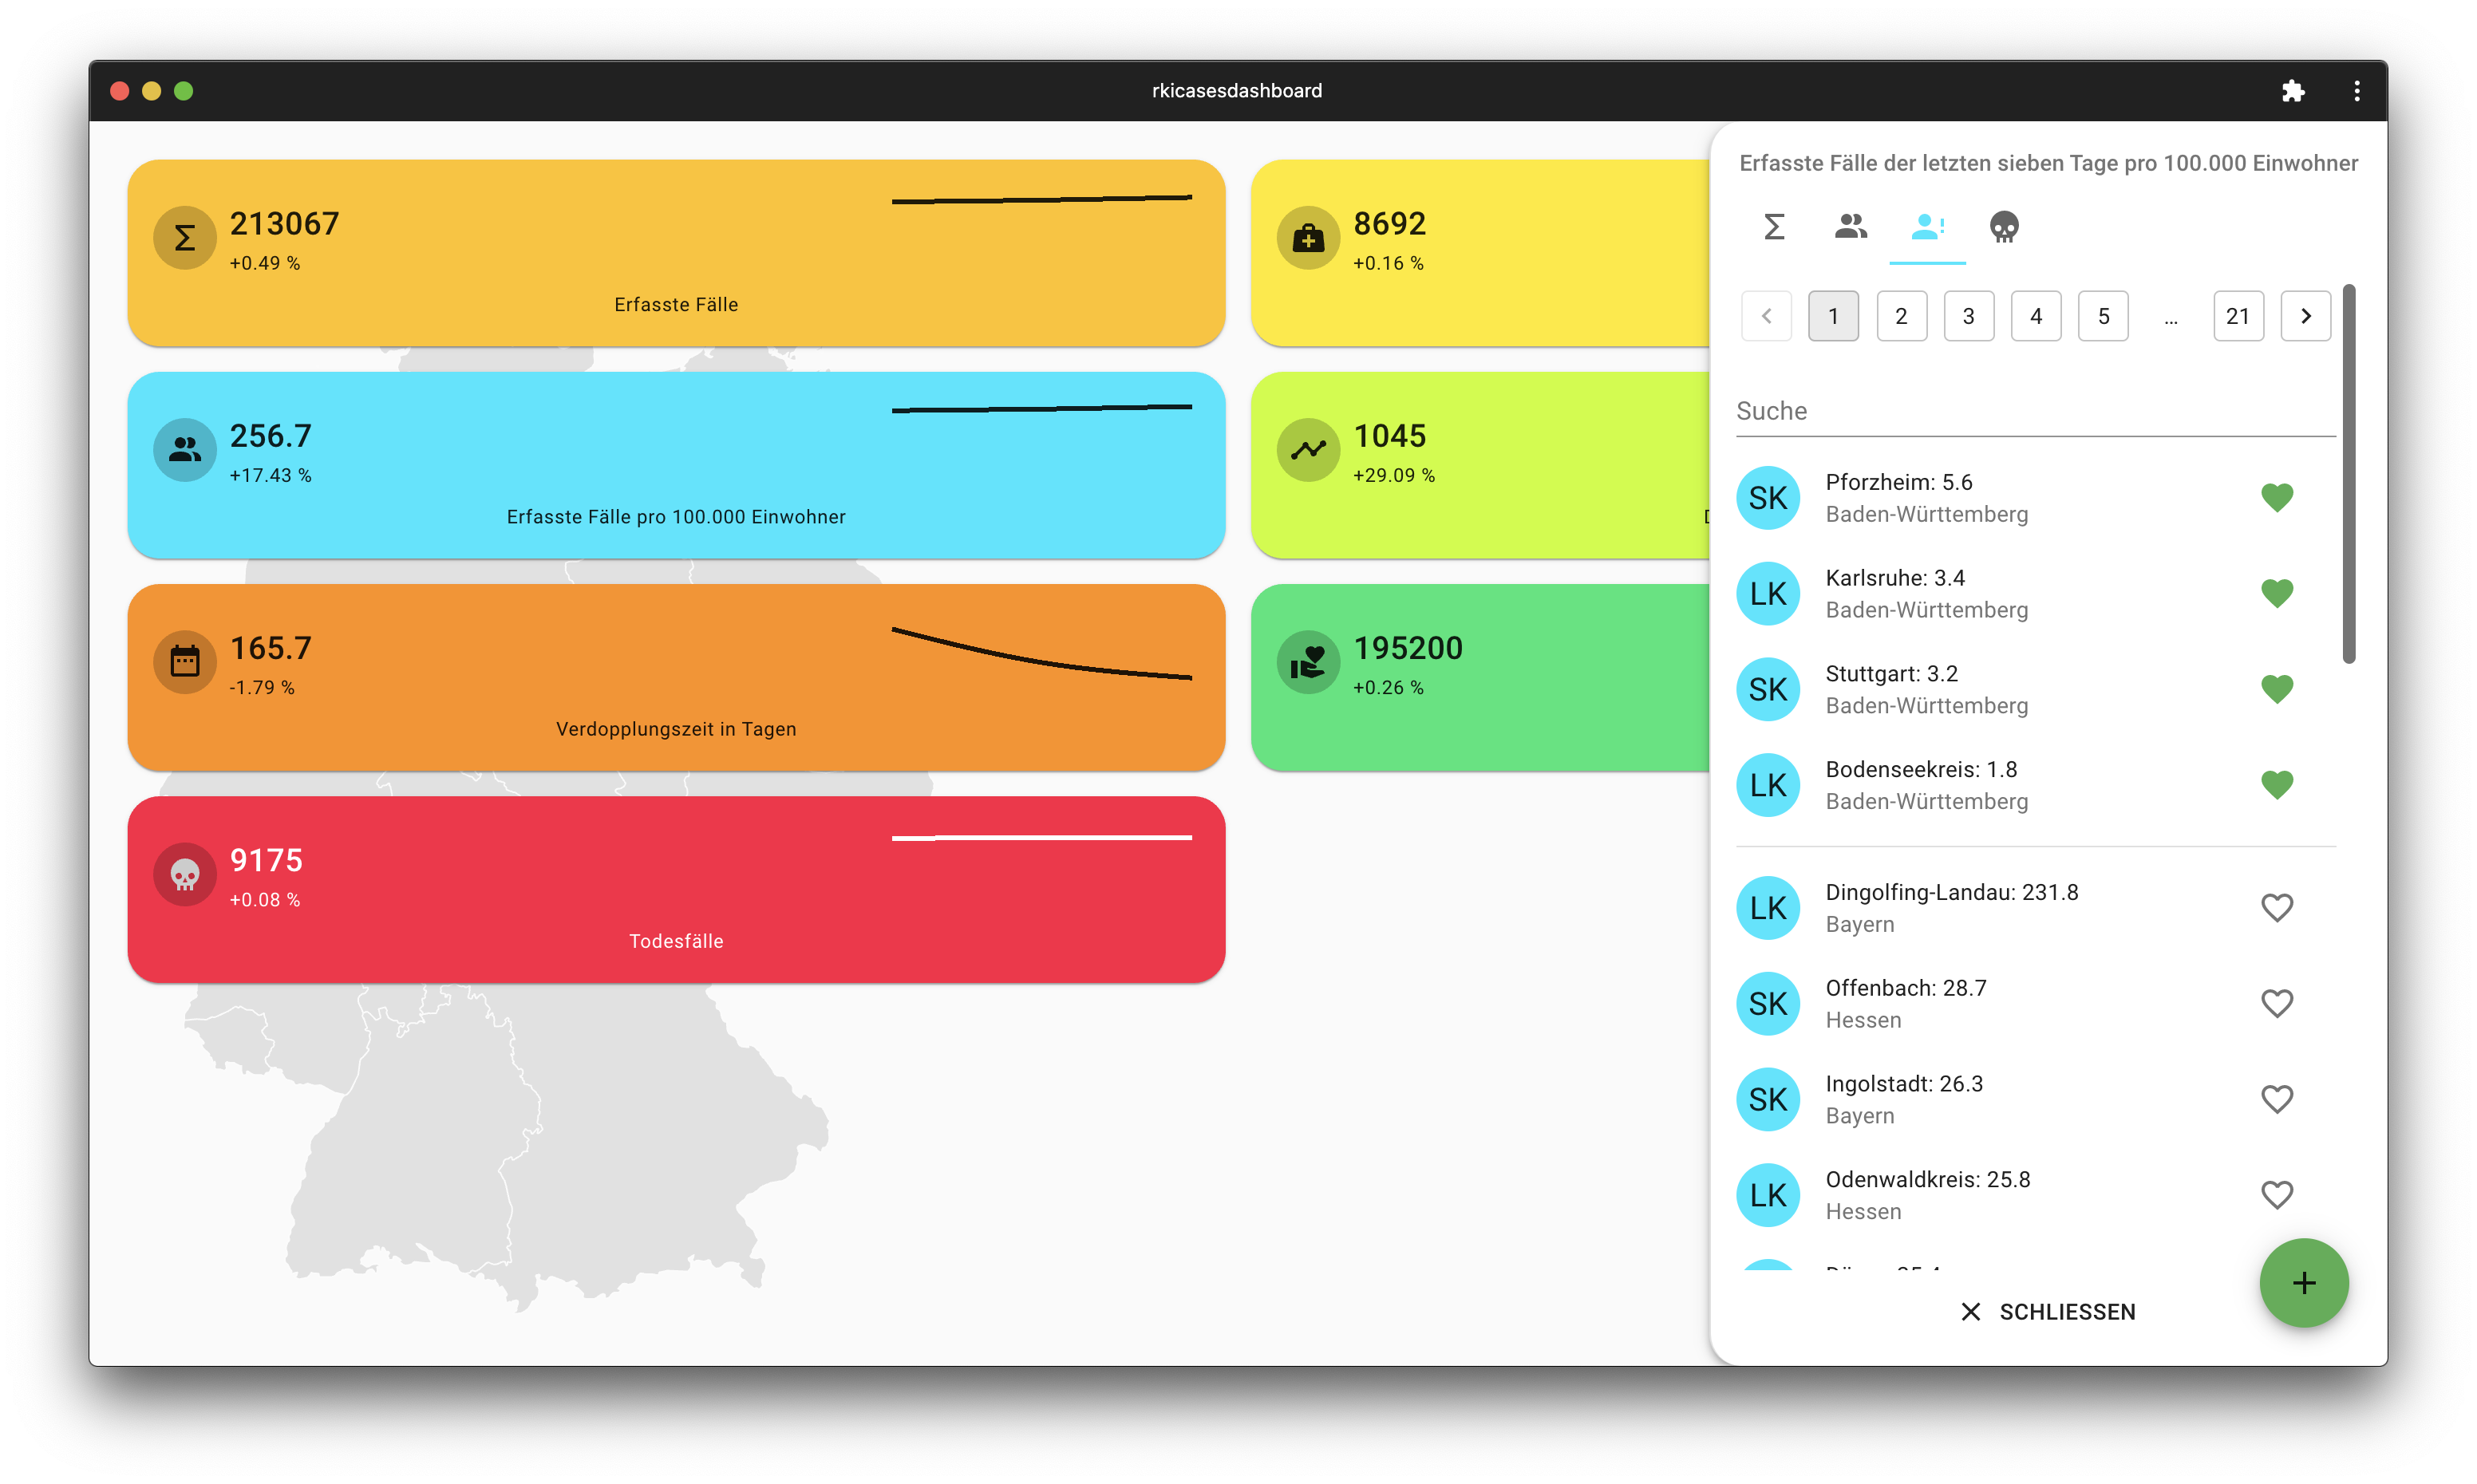 rkicasesdashboard
213067
+0.49 %
Erfasste Fälle
8692
+0.16 %
256.7
+17.43 %
Erfasste Fälle pro 100.000 Einwohner
1045
+29.09 %
165.7
-1.79 %
Verdopplungszeit in Tagen
195200
+0.26 %
9175
+0.08 %
Todesfälle
Erfasste Fälle der letzten sieben Tage pro 100.000 Einwohner
1 2 3 4 5 ... 21
Suche
SK
Pforzheim: 5.6
Baden-Württemberg
LK
Karlsruhe: 3.4
Baden-Württemberg
SK
Stuttgart: 3.2
Baden-Württemberg
LK
Bodenseekreis: 1.8
Baden-Württemberg
LK
Dingolfing-Landau: 231.8
Bayern
SK
Offenbach: 28.7
Hessen
SK
Ingolstadt: 26.3
Bayern
LK
Odenwaldkreis: 25.8
Hessen
SCHLIESSEN